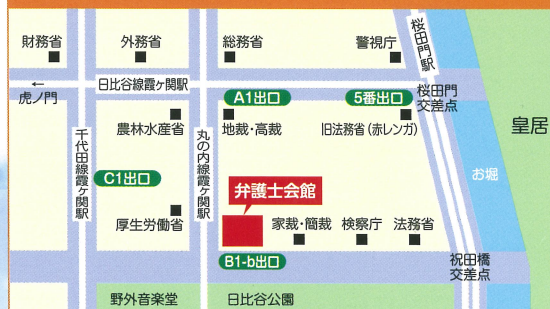 財務省
外務省
総務省
警視庁
桜田門駅
←
虎ノ門
日比谷線霞ヶ関駅
A1出口
5番出口
桜田門
交差点
農林水産省
地裁・高裁
旧法務省(赤レンガ)
皇居
千代田線霞ヶ関駅
丸の内線霞ヶ関駅
C1出口
お堀
弁護士会館
厚生労働省
家裁・簡裁
検察庁
法務省
B1-b出口
祝田橋
交差点
野外音楽堂
日比谷公園